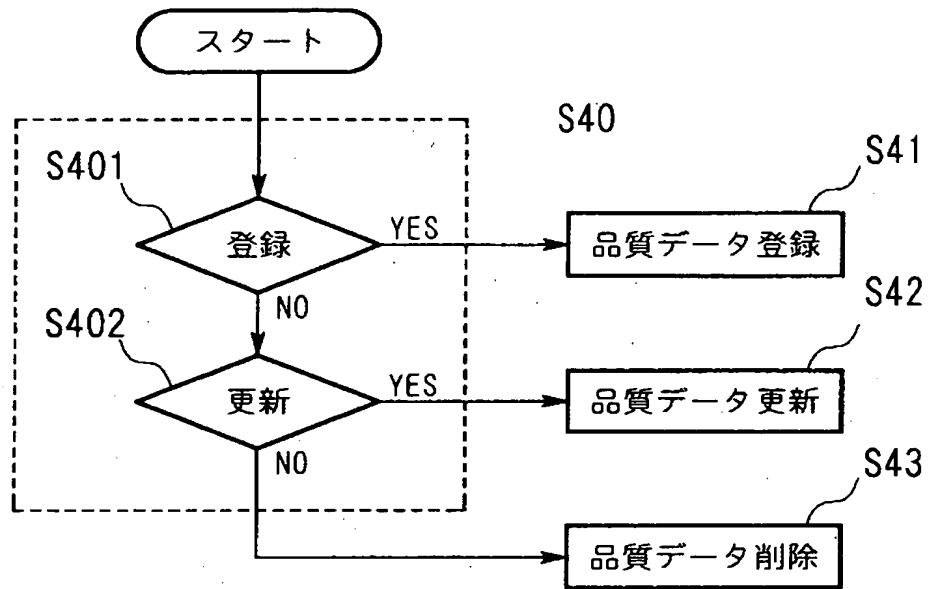 スタート
S40
S401
S41
登録
YES
品質データ登録
NO
S402
S42
更新
YES
品質データ更新
NO
S43
品質データ削除